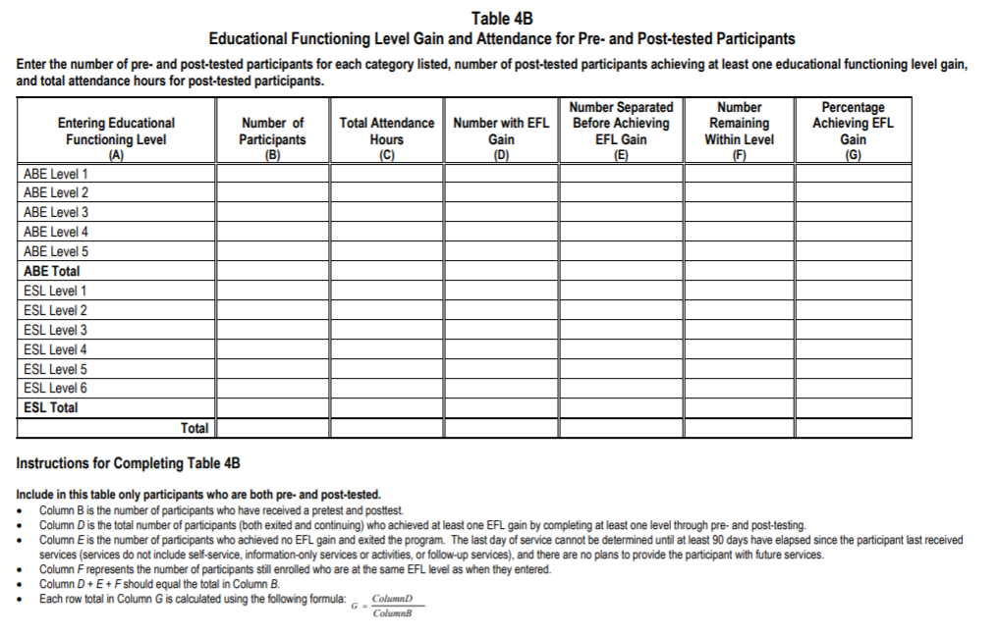 Table 4B
Educational Functioning Level Gain and Attendance for Pre- and Post-tested Participants
Enter the number of pre- and post-tested participants for each category listed, number of post-tested participants achieving at least one educational functioning level gain,
and total attendance hours for post-tested participants.
Entering Educational
Functioning Level
(A)
Number of
Participants
(B)
Total Attendance
Hours
(C)
Number with EFL
Gain
(D)
Number Separated
Before Achieving
EFL Gain
(E)
Number
Remaining
Within Level
(F)
Percentage
Achieving EFL
Gain
(G)
ABE Level 1
ABE Level 2
ABE Level 3
ABE Level 4
ABE Level 5
ABE Total
ESL Level 1
ESL Level 2
ESL Level 3
ESL Level 4
ESL Level 5
ESL Level 6
ESL Total
Total
Instructions for Completing Table 4B
Include in this table only participants who are both pre- and post-tested.
• Column B is the number of participants who have received a pretest and posttest.
• Column D is the total number of participants (both exited and continuing) who achieved at least one EFL gain by completing at least one level through pre- and post-testing.
• Column E is the number of participants who achieved no EFL gain and exited the program. The last day of service cannot be determined until at least 90 days have elapsed since the participant last received
services (services do not include self-service, information-only services or activities, or follow-up services), and there are no plans to provide the participant with future services.
• Column F represents the number of participants still enrolled who are at the same EFL level as when they entered.
• Column D + E + F should equal the total in Column B.
• Each row total in Column G is calculated using the following formula: G = ColumnD
ColumnB